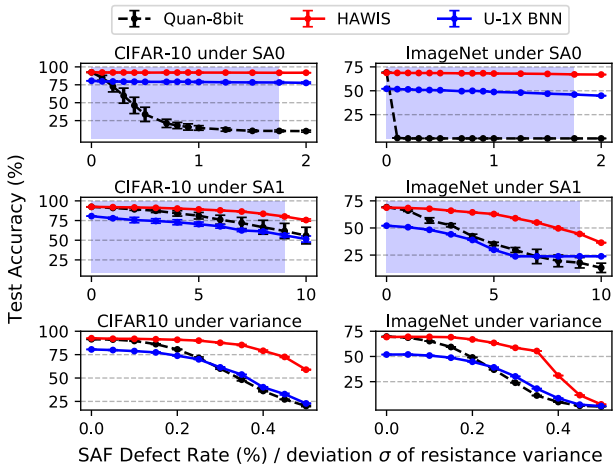 Quan-8bit HAWIS U-1X BNN
CIFAR-10 under SA0 ImageNet under SA0
100
75
50
25
0 1 2
75
50
25
0 1 2
CIFAR-10 under SA1 ImageNet under SA1
100
75
50
25
0 5 10
75
50
25
0 5 10
CIFAR10 under variance ImageNet under variance
100
75
50
25
0.0 0.2 0.4
75
50
25
0.0 0.2 0.4
Test Accuracy (%)
SAF Defect Rate (%) / deviation σ of resistance variance